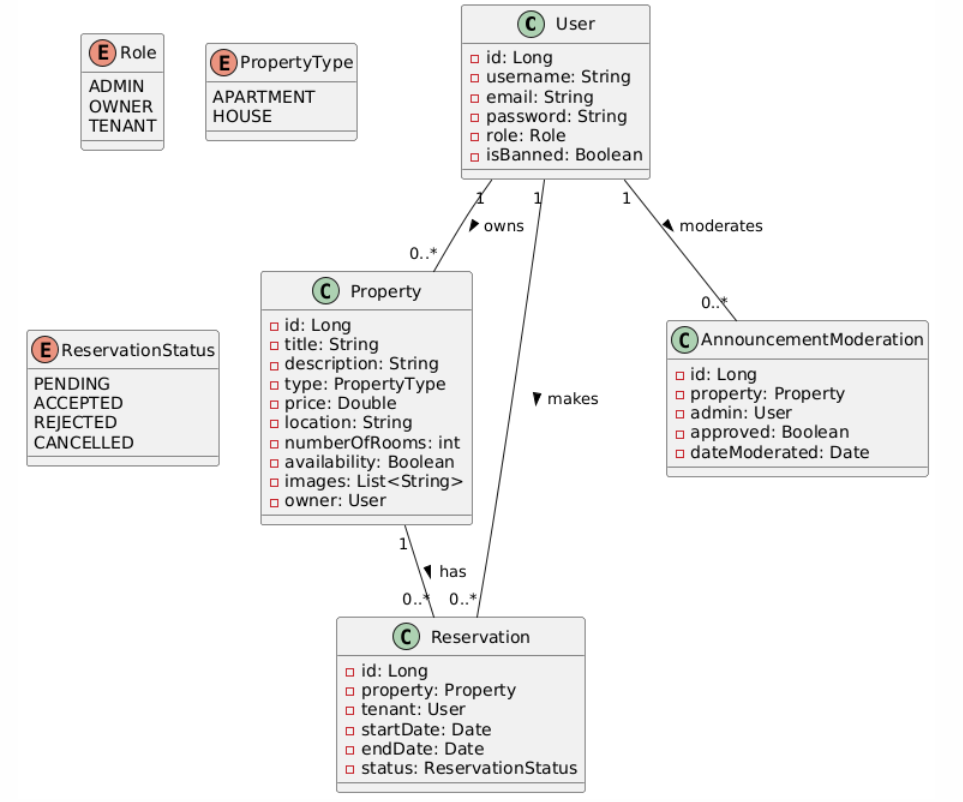 E Role
ADMIN
OWNER
TENANT
E PropertyType
APARTMENT
HOUSE
C User
id: Long
username: String
email: String
password: String
role: Role
isBanned: Boolean
1
1
1
owns
moderates
0..*
0..*
C Property
id: Long
title: String
description: String
type: PropertyType
price: Double
location: String
numberOfRooms: int
availability: Boolean
images: List<String>
owner: User
E ReservationStatus
PENDING
ACCEPTED
REJECTED
CANCELLED
makes
C AnnouncementModeration
id: Long
property: Property
admin: User
approved: Boolean
dateModerated: Date
1
has
0..*
0..*
C Reservation
id: Long
property: Property
tenant: User
startDate: Date
endDate: Date
status: ReservationStatus